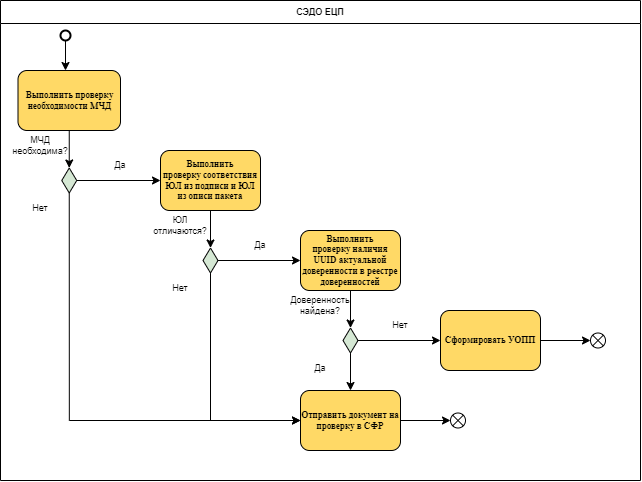 СЭДО ЕЦП
Выполнить проверку
необходимости МЧД
МЧД
необходима?
Да
Нет
Выполнить
проверку соответствия
ЮЛ из подписи и ЮЛ
из описи пакета
ЮЛ
отличаются?
Да
Нет
Выполнить
проверку наличия
UUID актуальной
доверенности в реестре
доверенностей
Доверенность
найдена?
Нет
Да
Сформировать УОПП
Отправить документ на
проверку в СФР